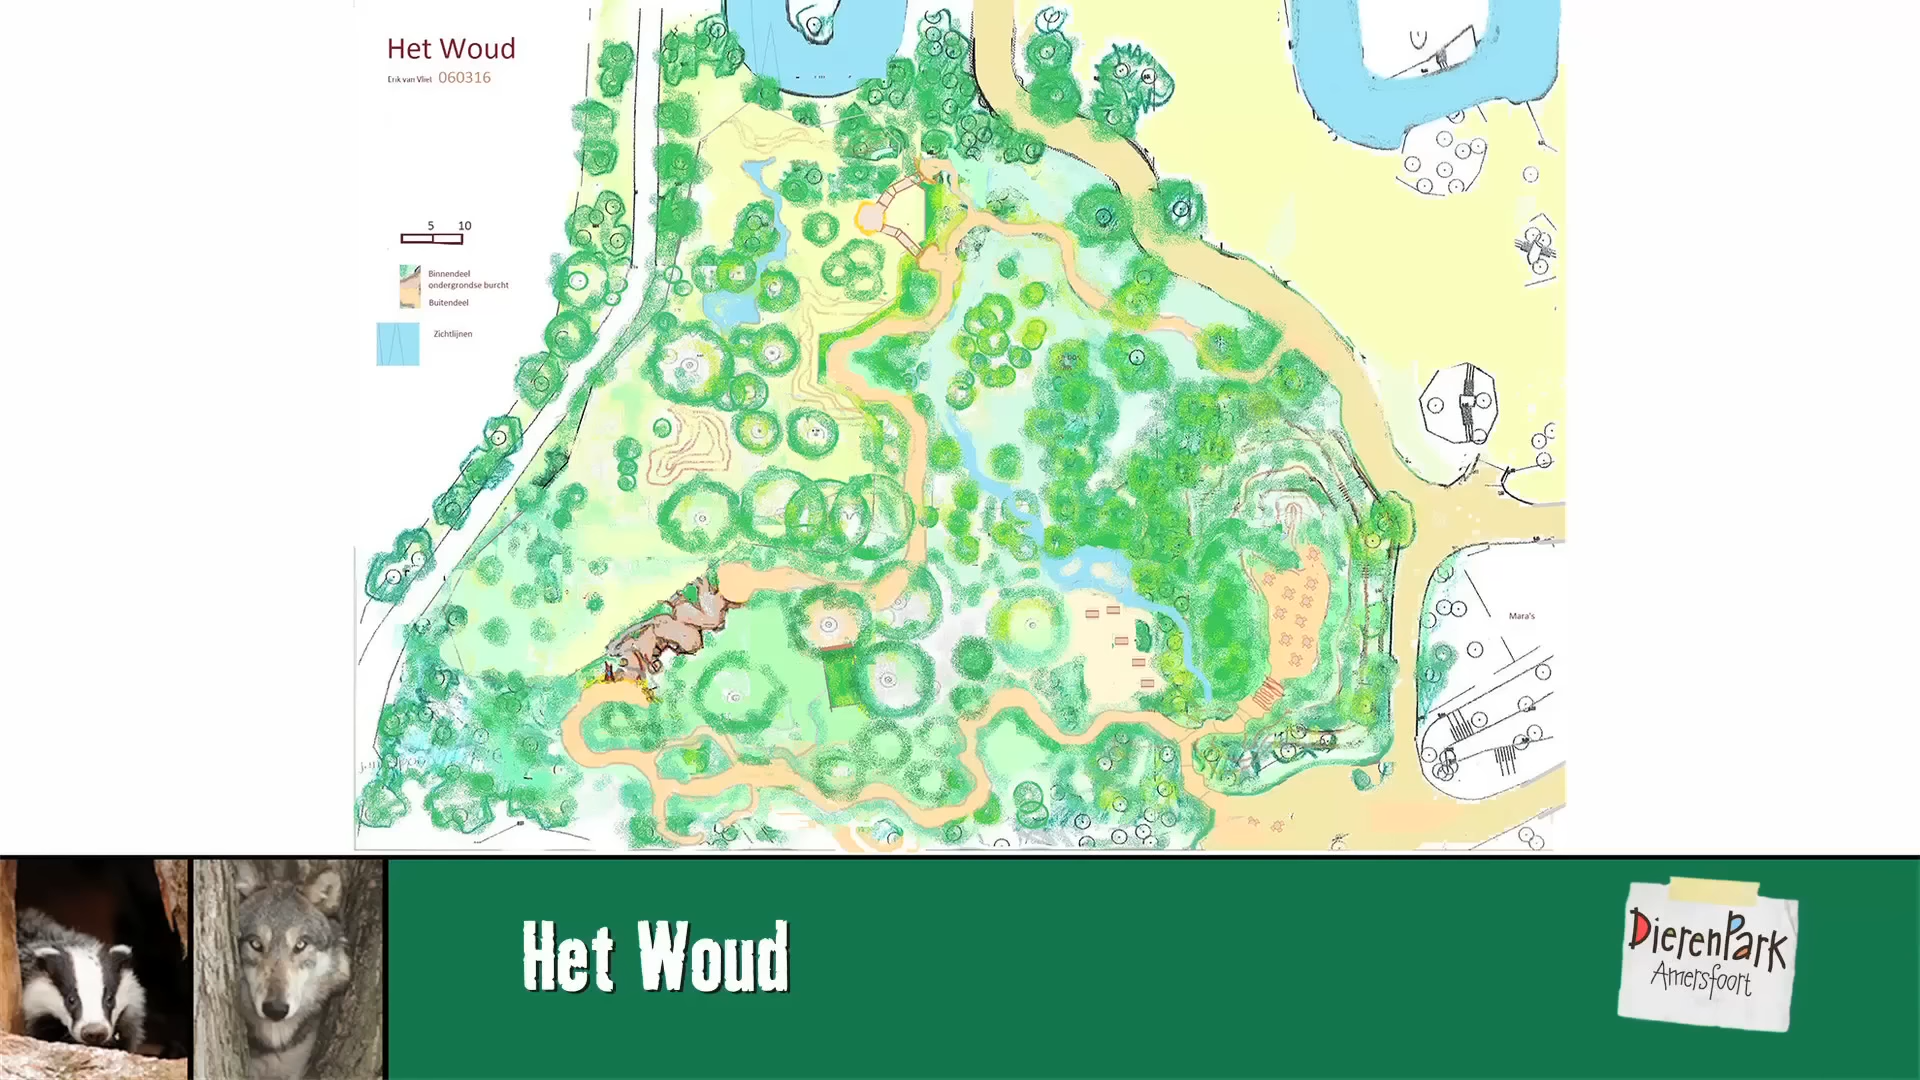 Het Woud
Erik van Vliet 060316
5 10
Binnendeel
ondergrondse burcht
Buitendeel
Zichtlijnen
Mara's
Het Woud
DierenPark
Amersfoort